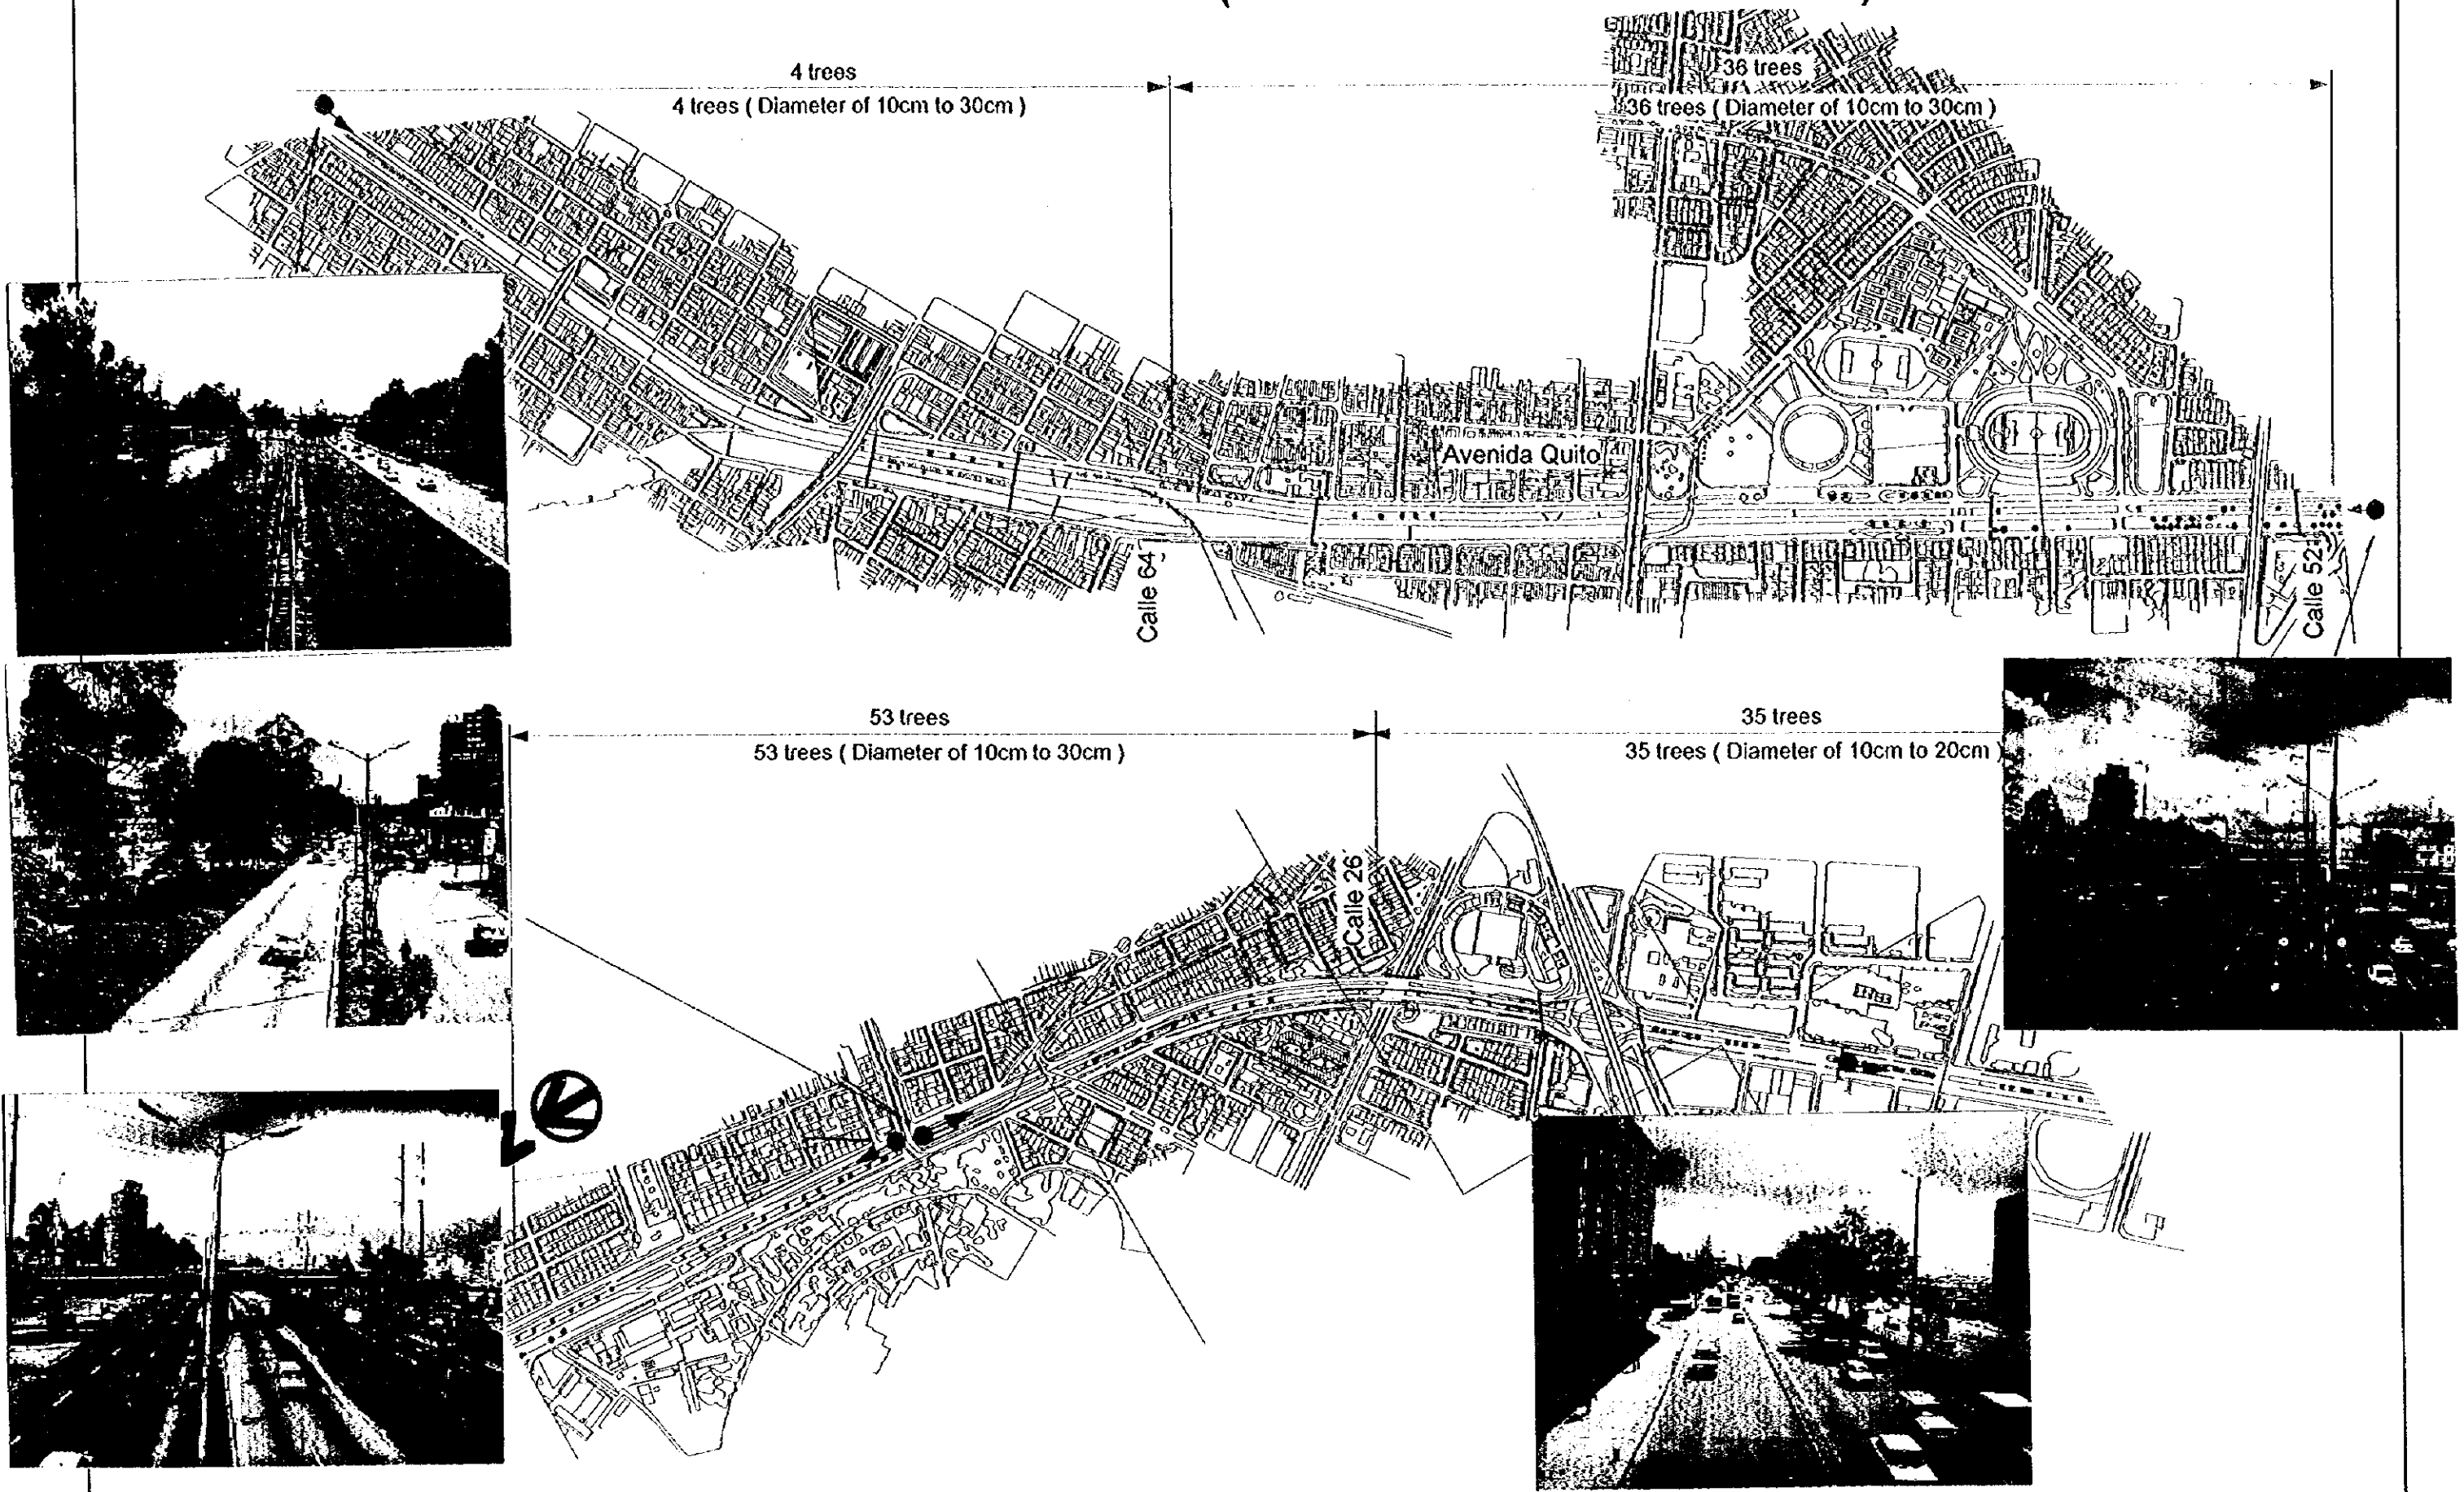 4 trees
4 trees ( Diameter of 10cm to 30cm )
36 trees
36 trees ( Diameter of 10cm to 30cm )
Avenida Quito
Calle 64
Calle 52
53 trees
53 trees ( Diameter of 10cm to 30cm )
35 trees
35 trees ( Diameter of 10cm to 20cm )
Calle 26